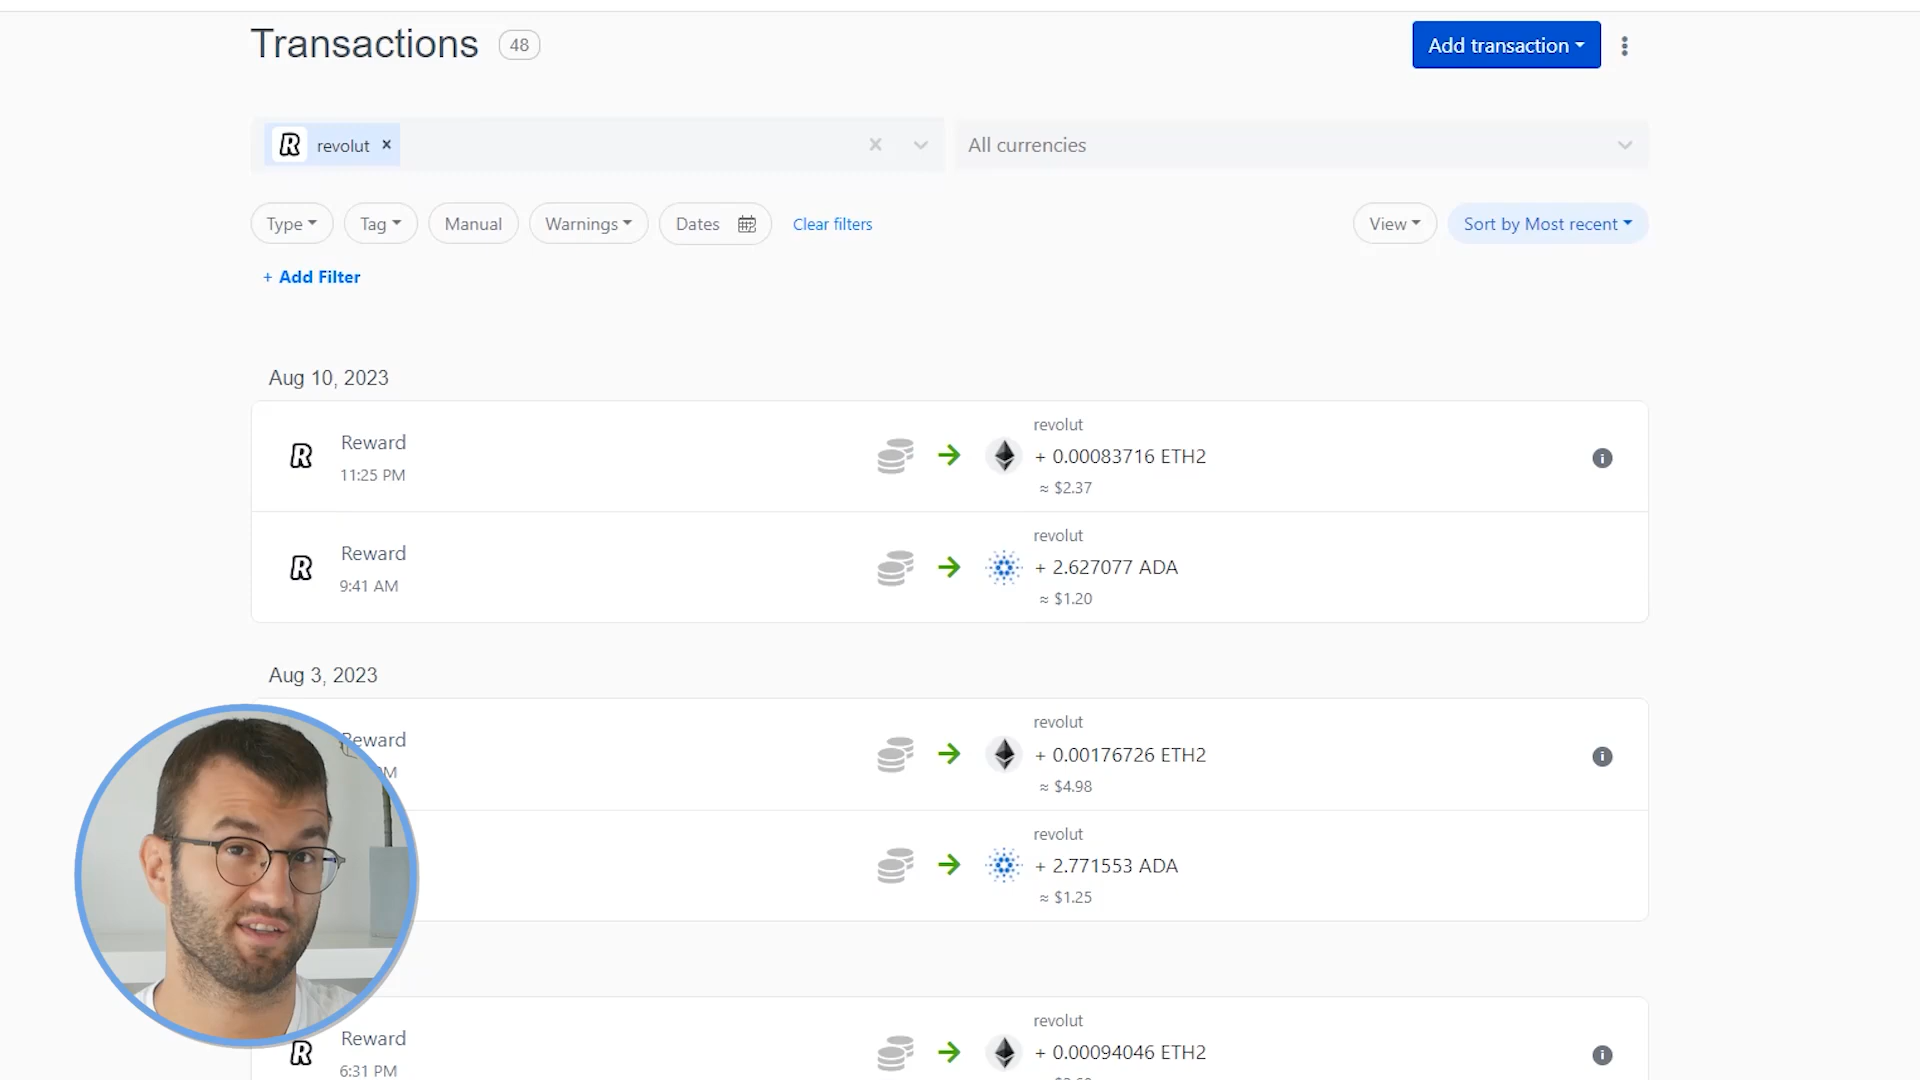 Transactions 48
Add transaction
revolut ×
All currencies
Type
Tag
Manual
Warnings
Dates
Clear filters
View
Sort by Most recent
+ Add Filter
Aug 10, 2023
Reward
11:25 PM
revolut
+ 0.00083716 ETH2
≈ $2.37
Reward
9:41 AM
revolut
+ 2.627077 ADA
≈ $1.20
Aug 3, 2023
Reward
PM
revolut
+ 0.00176726 ETH2
≈ $4.98
revolut
+ 2.771553 ADA
≈ $1.25
Reward
6:31 PM
revolut
+ 0.00094046 ETH2